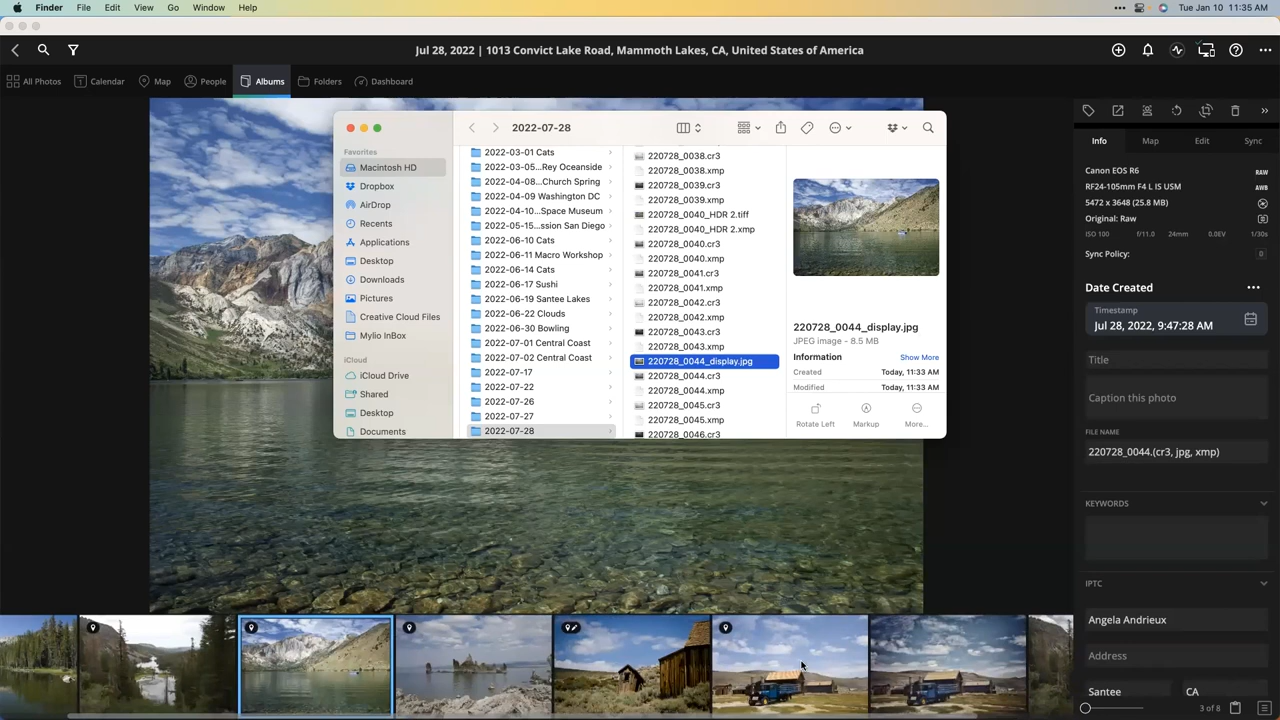 Finder File Edit View Go Window Help
Tue Jan 10 11:35 AM
Jul 28, 2022 | 1013 Convict Lake Road, Mammoth Lakes, CA, United States of America
All Photos Calendar Map People Albums Folders Dashboard
2022-07-28
Favorites
Macintosh HD
Dropbox
AirDrop
Recents
Applications
Desktop
Downloads
Pictures
Creative Cloud Files
Mylio InBox
iCloud
iCloud Drive
Shared
Desktop
Documents
2022-03-01 Cats
2022-03-05...Rey Oceanside
2022-04-08...Church Spring
2022-04-09 Washington DC
2022-04-10...Space Museum
2022-05-15...ssion San Diego
2022-06-10 Cats
2022-06-11 Macro Workshop
2022-06-14 Cats
2022-06-17 Sushi
2022-06-19 Santee Lakes
2022-06-22 Clouds
2022-06-30 Bowling
2022-07-01 Central Coast
2022-07-02 Central Coast
2022-07-17
2022-07-22
2022-07-26
2022-07-27
2022-07-28
220728_0038.cr3
220728_0038.xmp
220728_0039.cr3
220728_0039.xmp
220728_0040_HDR 2.tiff
220728_0040_HDR 2.xmp
220728_0040.cr3
220728_0040.xmp
220728_0041.cr3
220728_0041.xmp
220728_0042.cr3
220728_0042.xmp
220728_0043.cr3
220728_0043.xmp
220728_0044_display.jpg
220728_0044.cr3
220728_0044.xmp
220728_0045.cr3
220728_0045.xmp
220728_0046.cr3
220728_0044_display.jpg
JPEG image - 8.5 MB
Information Show More
Created Today, 11:33 AM
Modified Today, 11:33 AM
Rotate Left Markup More...
Info Map Edit Sync
Canon EOS R6 RAW
RF24-105mm F4 L IS USM AWB
5472 x 3648 (25.8 MB)
Original: Raw
ISO 100 f/11.0 24mm 0.0EV 1/30s
Sync Policy: 0
Date Created
Timestamp
Jul 28, 2022, 9:47:28 AM
Title
Caption this photo
FILE NAME
220728_0044.(cr3, jpg, xmp)
KEYWORDS
IPTC
Angela Andrieux
Address
Santee CA
3 of 8